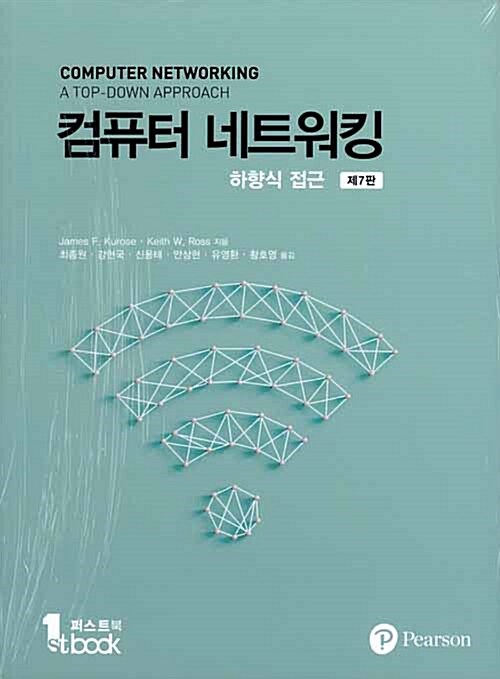 COMPUTER NETWORKING
A TOP-DOWN APPROACH
컴퓨터 네트워킹
하향식 접근 제7판
James F. Kurose · Keith W. Ross 지음
최종원 · 강현국 · 신용태 · 안상현 · 유영환 · 황호영 옮김
1st book 퍼스트북
Pearson